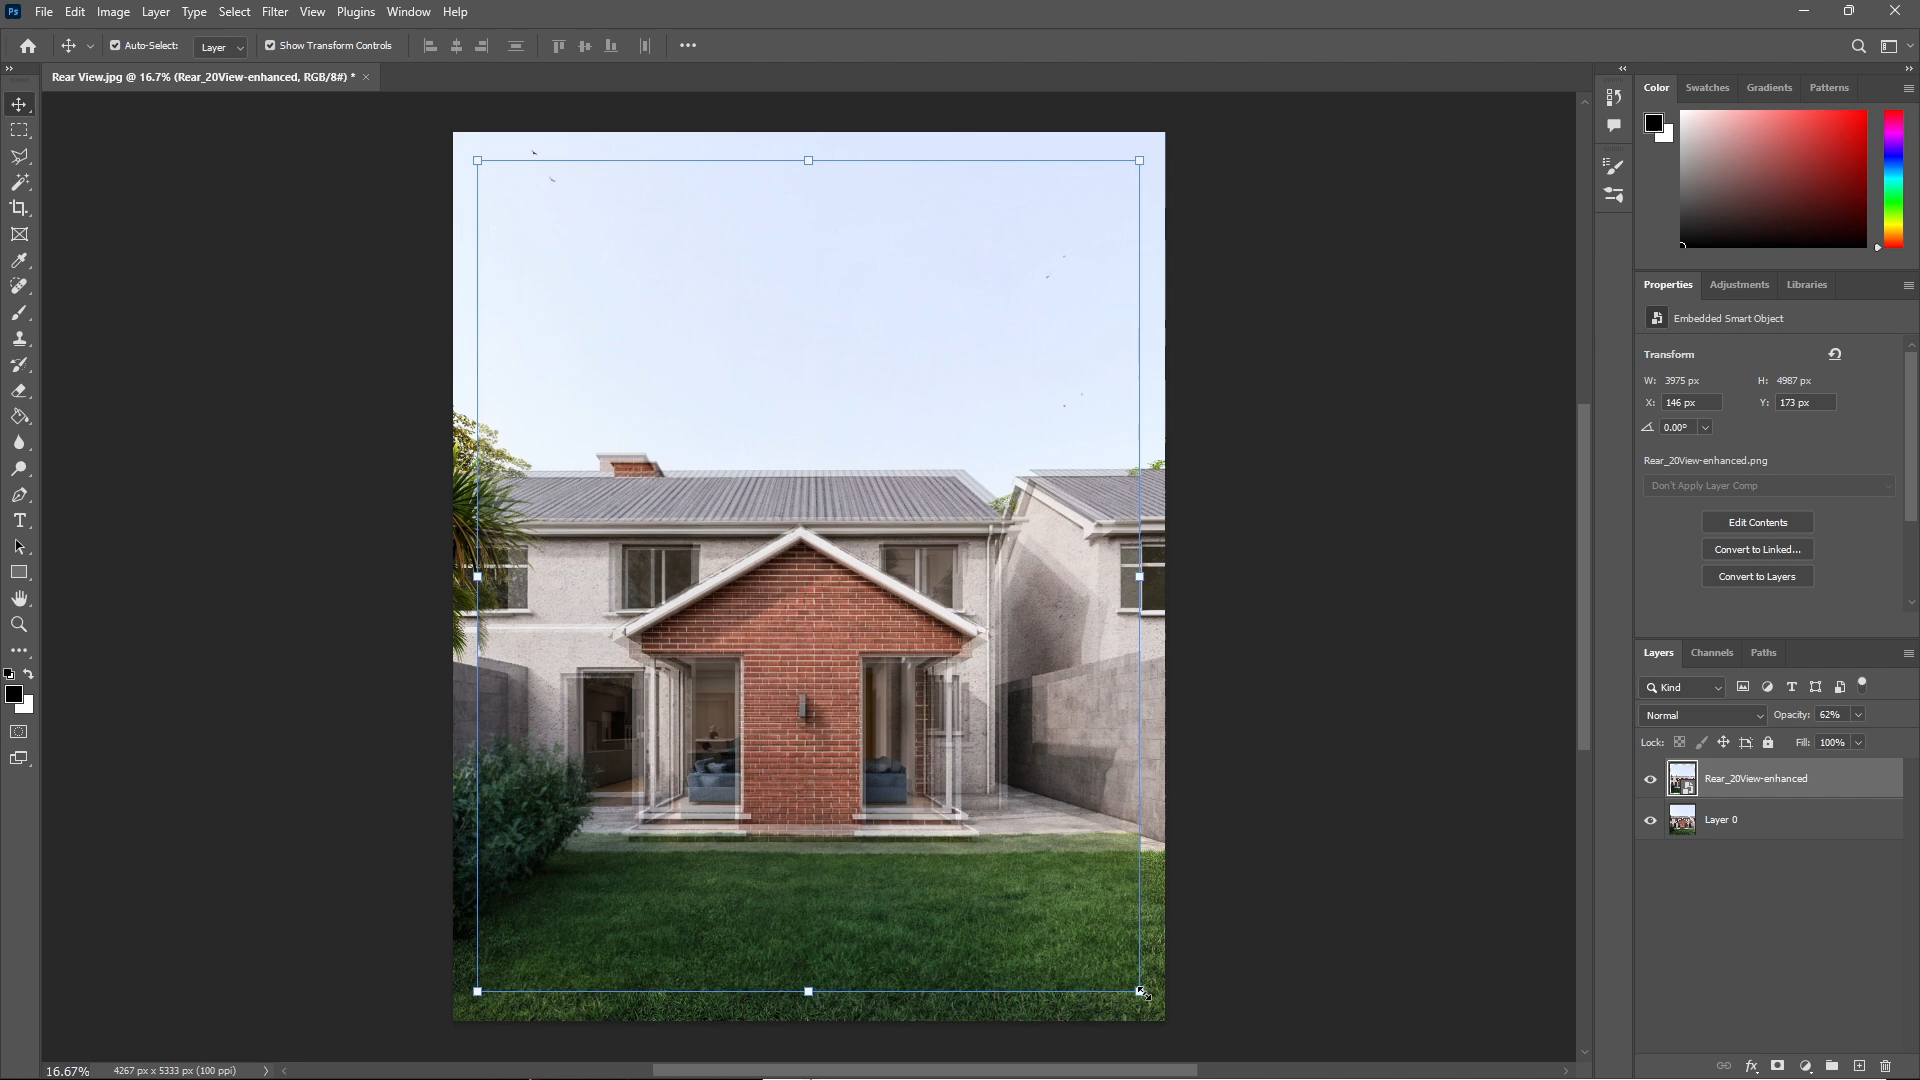 Ps File Edit Image Layer Type Select Filter View Plugins Window Help
Auto-Select: Layer Show Transform Controls
Rear View.jpg @ 16.7% (Rear_20View-enhanced, RGB/8#) *
Color Swatches Gradients Patterns
Properties Adjustments Libraries
Embedded Smart Object
Transform
W: 3975 px H: 4987 px
X: 146 px Y: 173 px
0.00°
Rear_20View-enhanced.png
Don't Apply Layer Comp
Edit Contents
Convert to Linked...
Convert to Layers
Layers Channels Paths
Kind
Normal Opacity: 62%
Lock: Fill: 100%
Rear_20View-enhanced
Layer 0
16.67% 4267 px x 5333 px (100 ppi)